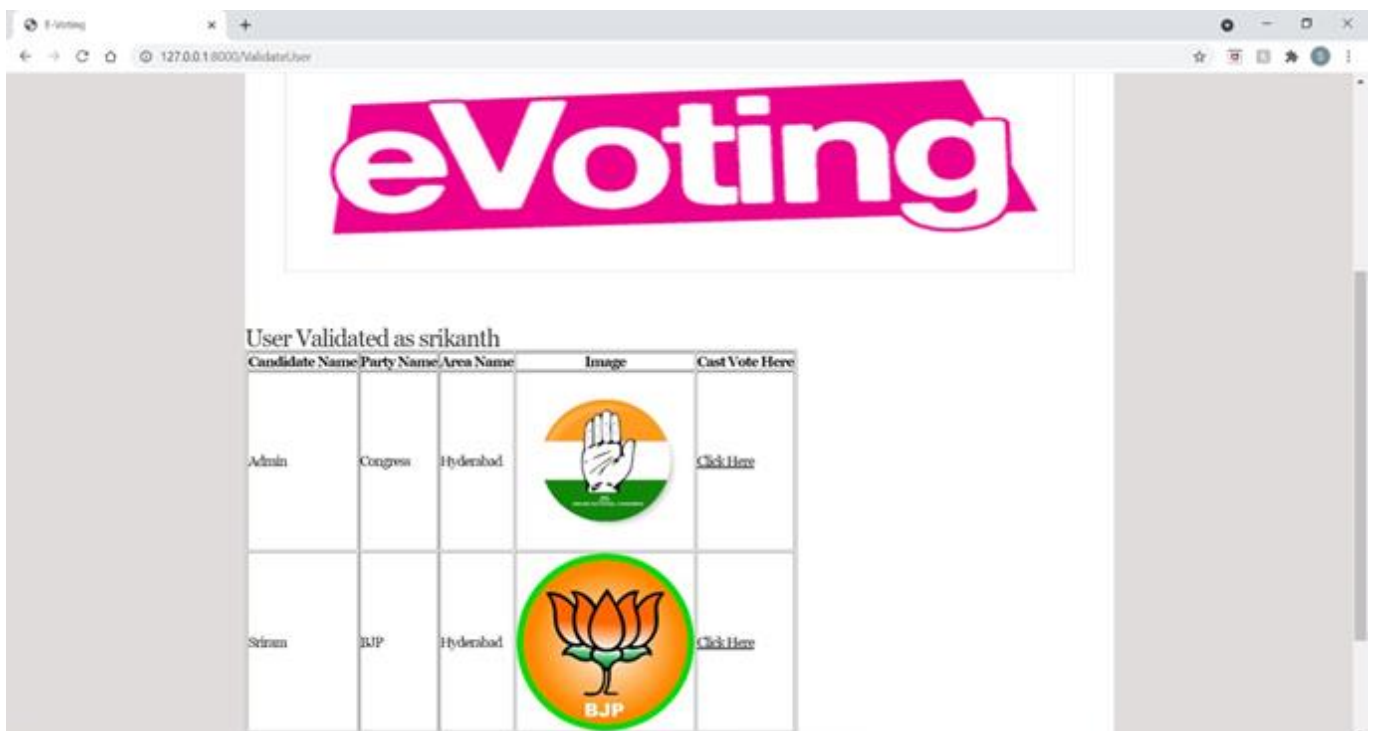 E-Voting
127.0.0.1:8000/ValidateUser
eVoting
User Validated as srikanth
Candidate Name Party Name Area Name Image Cast Vote Here
Admin Congress Hyderabad Click Here
Sriram BJP Hyderabad Click Here
BJP